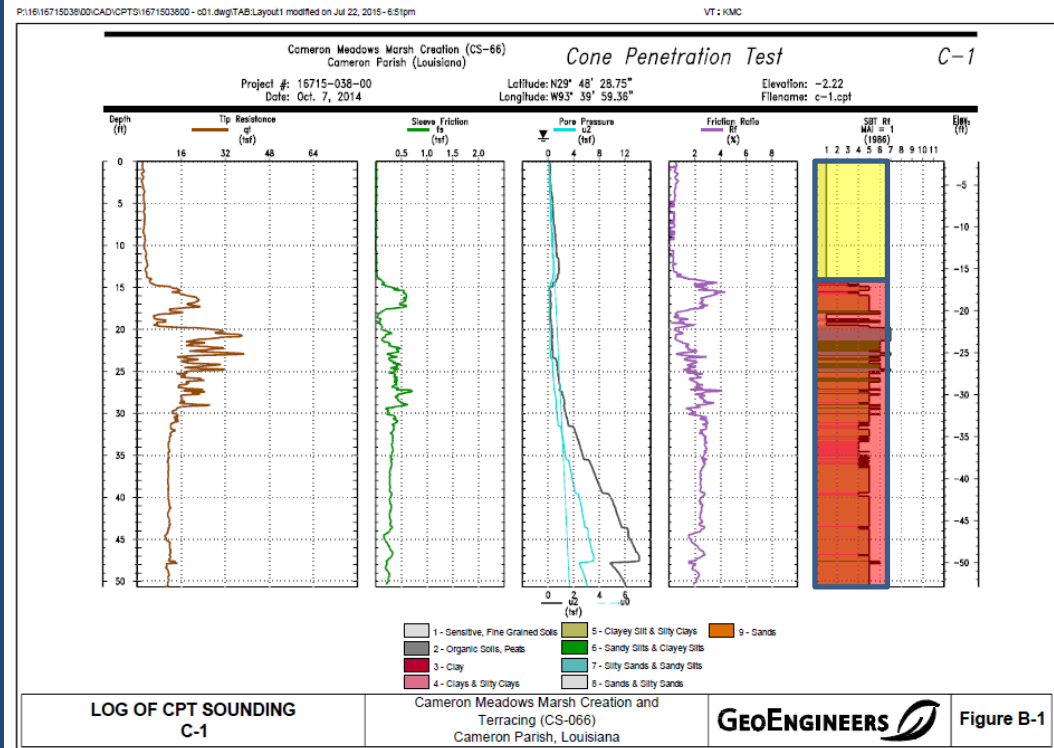 P:\16\16715038\00\CAD\CPTS\1671503800 - c01.dwg\TAB:Layout1 modified on Jul 22, 2015 - 6:51pm
VT: KMC
Cameron Meadows Marsh Creation (CS-66)
Cameron Parish (Louisiana)
Cone Penetration Test
C-1
Project #: 16715-038-00
Date: Oct. 7, 2014
Latitude: N29° 48' 28.75"
Longitude: W93° 39' 59.36"
Elevation: -2.22
Filename: c-1.cpt
Depth
(ft)
Tip Resistance
qt
(tsf)
Sleeve Friction
fs
(tsf)
Pore Pressure
u2
(tsf)
Friction Ratio
Rf
(%)
SBT Rf
MAI = 1
(1986)
Elev.
(ft)
16 32 48 64
0.5 1.0 1.5 2.0
0 4 8 12
2 4 6 8
1 2 3 4 5 6 7 8 9 10 11
0
5
10
15
20
25
30
35
40
45
50
-5
-10
-15
-20
-25
-30
-35
-40
-45
-50
0 2 4 6
u2
(tsf)
u0
1 - Sensitive, Fine Grained Soils
2 - Organic Soils, Peats
3 - Clay
4 - Clays & Silty Clays
5 - Clayey Silt & Silty Clays
6 - Sandy Silts & Clayey Silts
7 - Silty Sands & Sandy Silts
8 - Sands & Silty Sands
9 - Sands
LOG OF CPT SOUNDING
C-1
Cameron Meadows Marsh Creation and
Terracing (CS-066)
Cameron Parish, Louisiana
GEOENGINEERS
Figure B-1